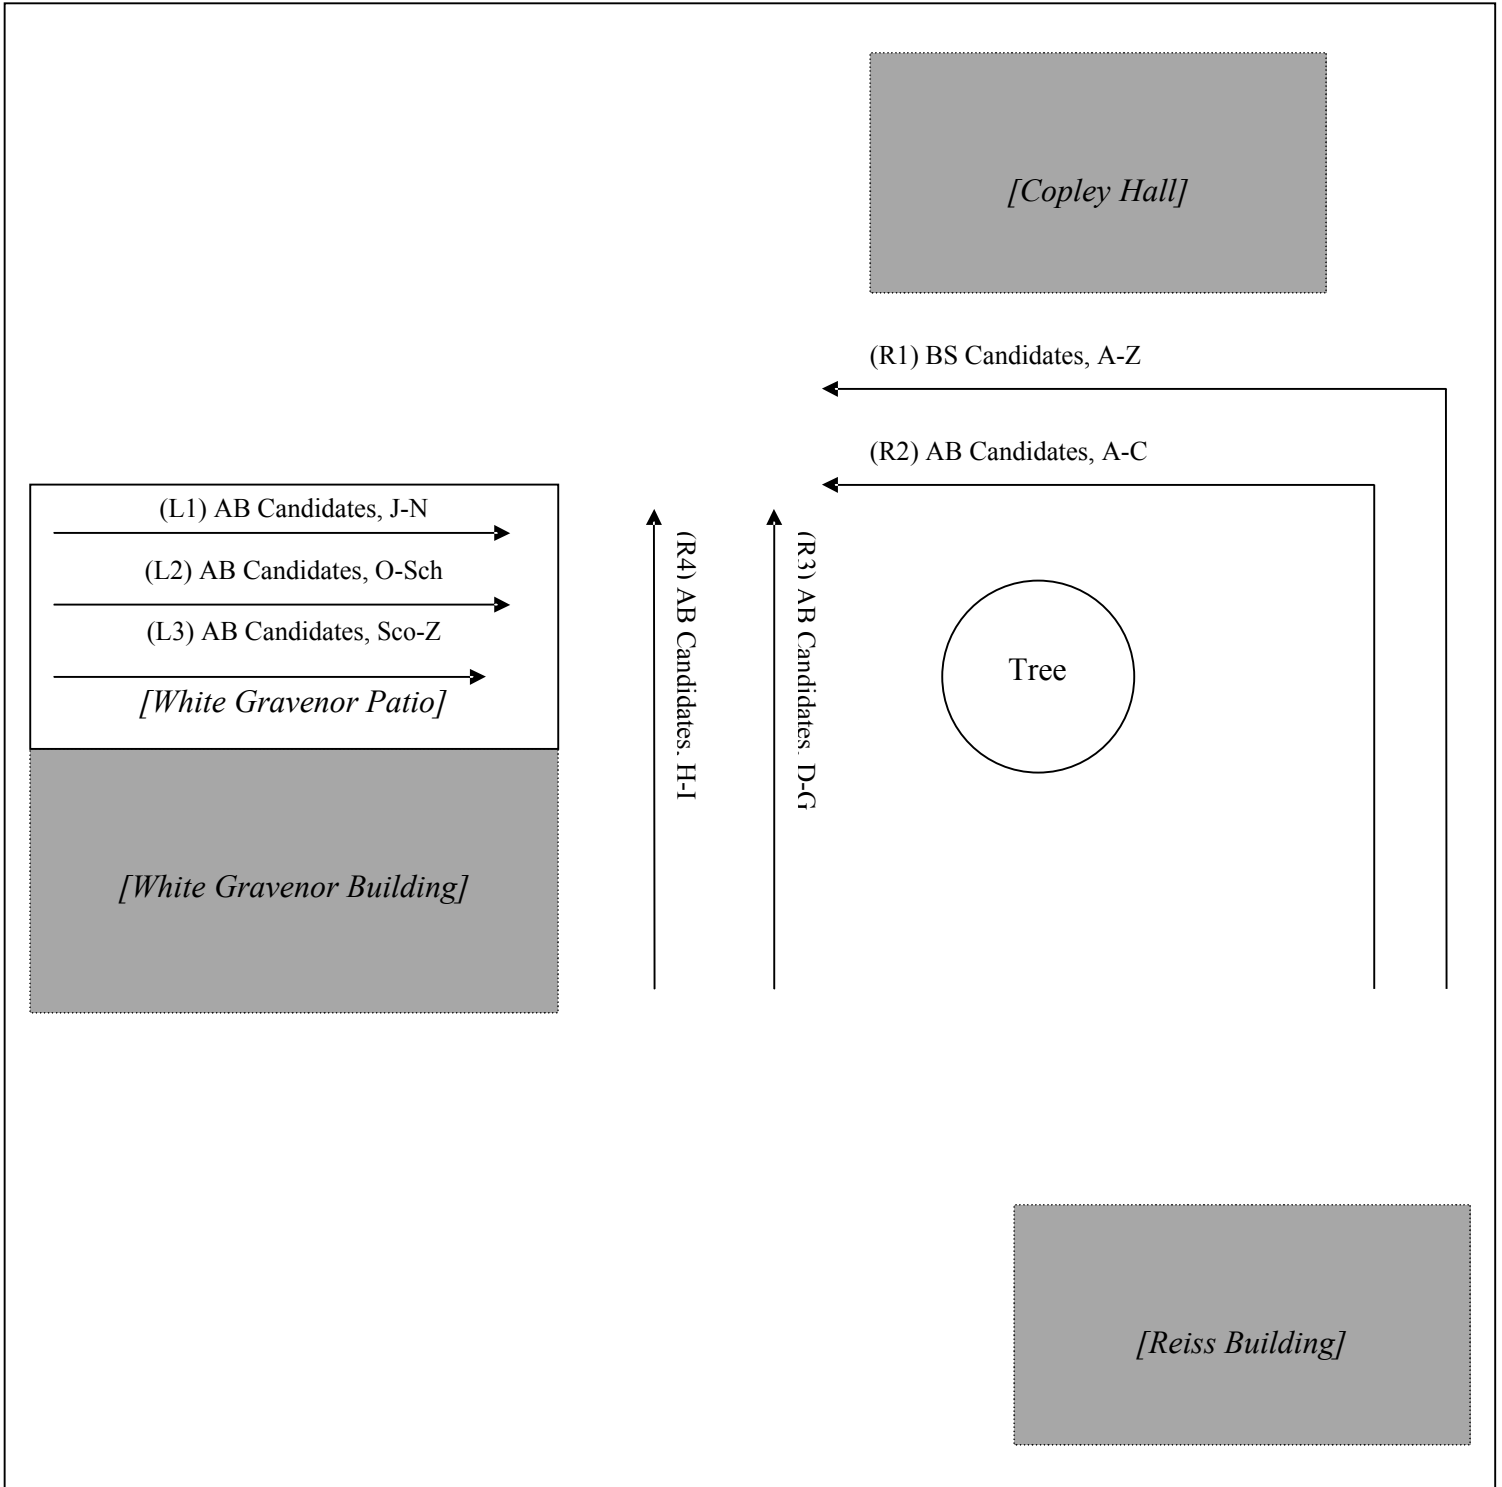 [Copley Hall]
(R1) BS Candidates, A-Z
(R2) AB Candidates, A-C
(L1) AB Candidates, J-N
(L2) AB Candidates, O-Sch
(L3) AB Candidates, Sco-Z
[White Gravenor Patio]
(R4) AB Candidates, H-I
(R3) AB Candidates, D-G
Tree
[White Gravenor Building]
[Reiss Building]